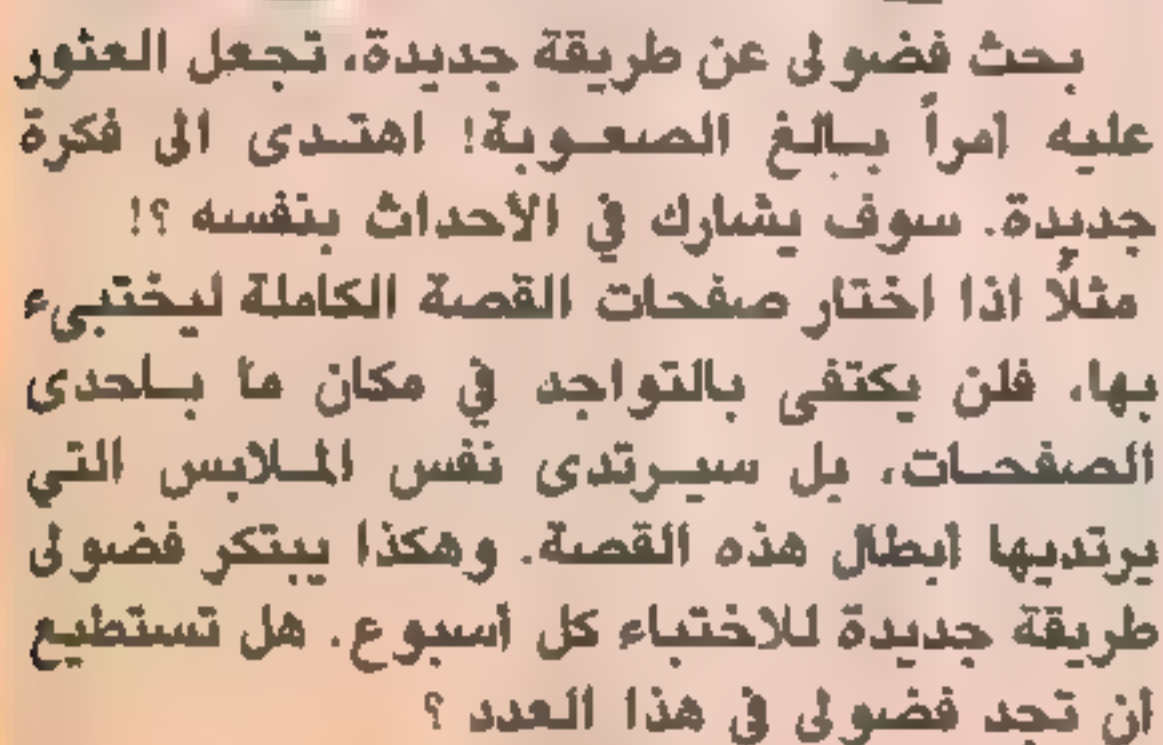 بحث فضولى عن طريقة جديدة، تجعل العثور
عليه امراً بالغ الصعوبة! اهتدى الى فكرة
جديدة. سوف يشارك في الأحداث بنفسه ؟!
مثلاً اذا اختار صفحات القصة الكاملة ليختبىء
بها، فلن يكتفى بالتواجد في مكان ما باحدى
الصفحات، بل سيرتدى نفس الملابس التي
يرتديها أبطال هذه القصة. وهكذا يبتكر فضولى
طريقة جديدة للاختباء كل أسبوع. هل تستطيع
ان تجد فضولى فى هذا العدد ؟